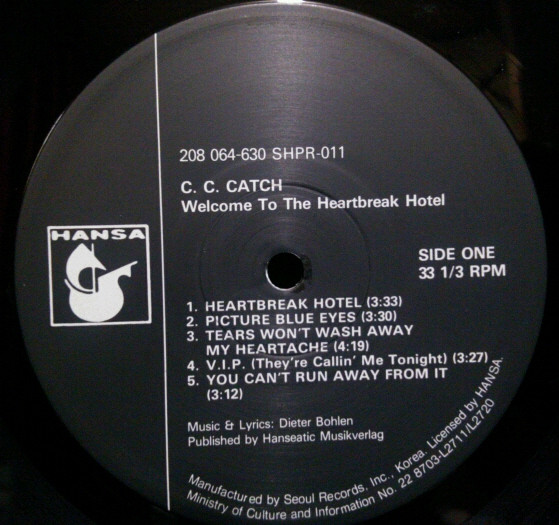 208 064-630 SHPR-011
C. C. CATCH
Welcome To The Heartbreak Hotel
HANSA
SIDE ONE
33 1/3 RPM
1. HEARTBREAK HOTEL (3:33)
2. PICTURE BLUE EYES (3:30)
3. TEARS WON'T WASH AWAY
MY HEARTACHE (4:19)
4. V.I.P. (They're Callin' Me Tonight) (3:27)
5. YOU CAN'T RUN AWAY FROM IT
(3:12)
Music & Lyrics: Dieter Bohlen
Published by Hanseatic Musikverlag
Manufactured by Seoul Records, Inc., Korea. Licensed by HANSA.
Ministry of Culture and Information No. 22 8703-L2711/L2720